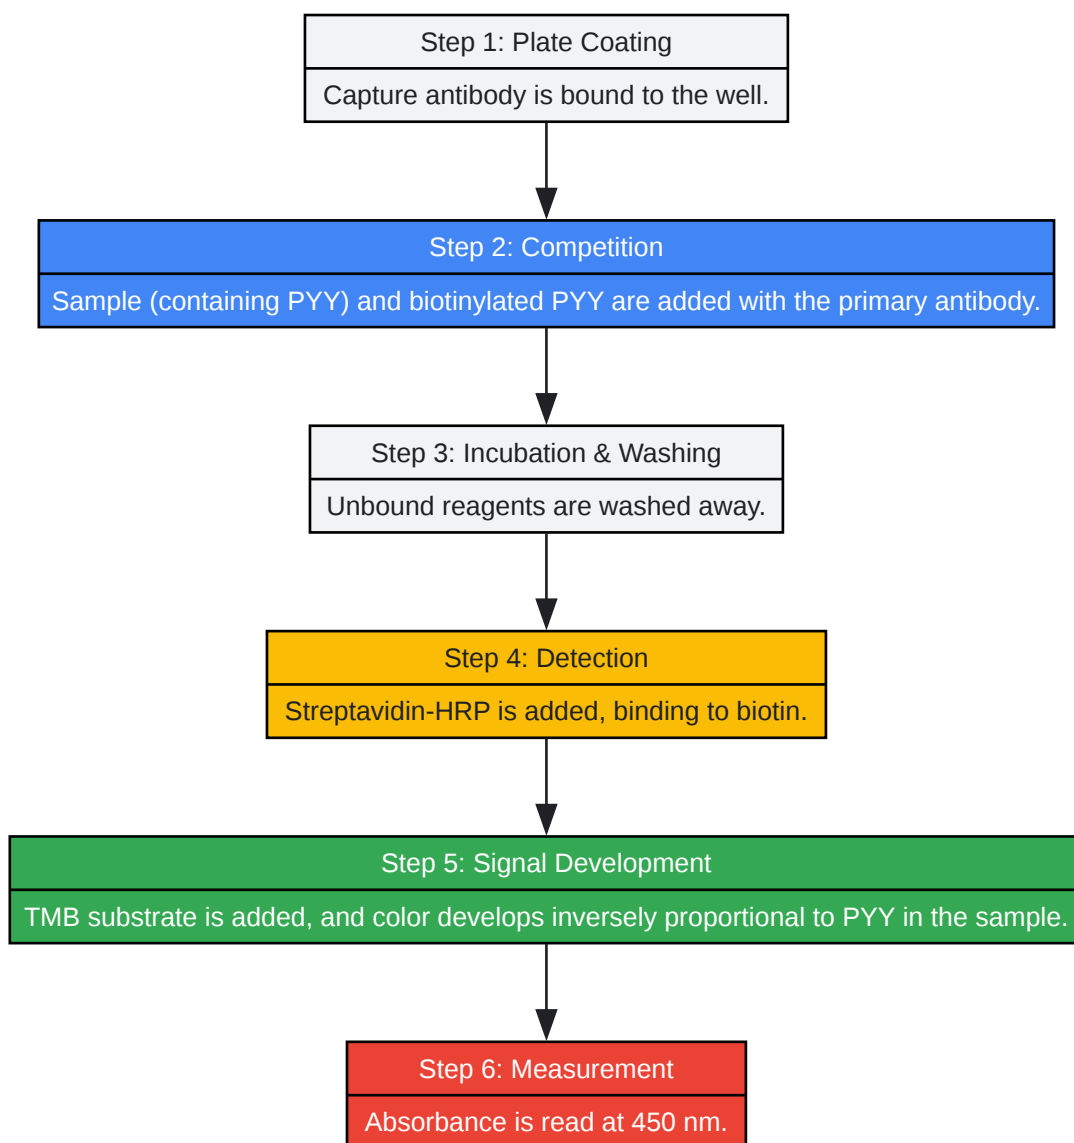 Step 1: Plate Coating
Capture antibody is bound to the well.
Step 2: Competition
Sample (containing PYY) and biotinylated PYY are added with the primary antibody.
Step 3: Incubation & Washing
Unbound reagents are washed away.
Step 4: Detection
Streptavidin-HRP is added, binding to biotin.
Step 5: Signal Development
TMB substrate is added, and color develops inversely proportional to PYY in the sample.
Step 6: Measurement
Absorbance is read at 450 nm.